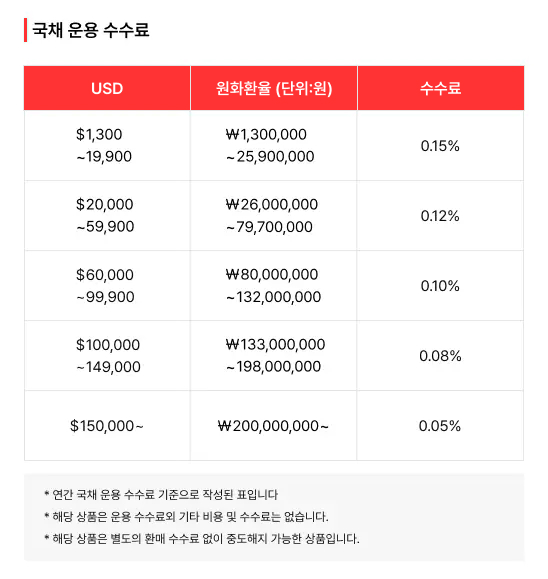 국채 운용 수수료
USD 원화환율 (단위:원) 수수료
$1,300 ₩1,300,000
~19,900 ~25,900,000
0.15%
$20,000 ₩26,000,000
~59,900 ~79,700,000
0.12%
$60,000 ₩80,000,000
~99,900 ~132,000,000
0.10%
$100,000 ₩133,000,000
~149,000 ~198,000,000
0.08%
$150,000~ ₩200,000,000~ 0.05%
* 연간 국채 운용 수수료 기준으로 작성된 표입니다
* 해당 상품은 운용 수수료외 기타 비용 및 수수료는 없습니다.
* 해당 상품은 별도의 환매 수수료 없이 중도해지 가능한 상품입니다.